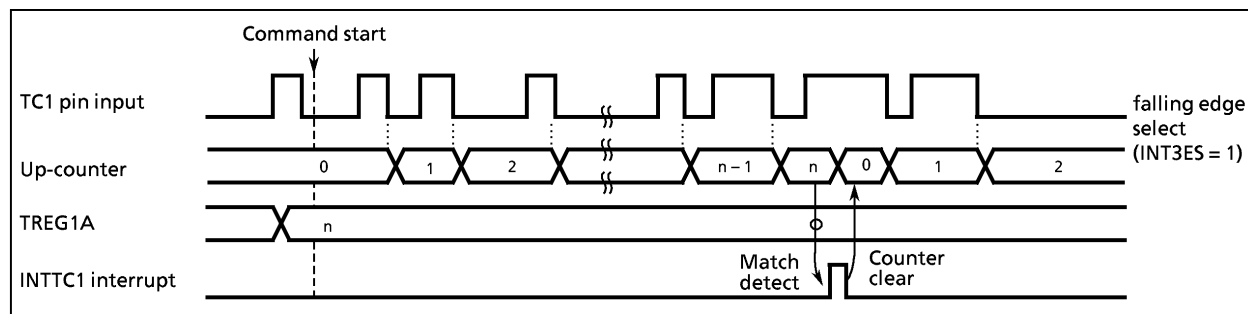 Command start
TC1 pin input
falling edge
select
(INT3ES = 1)
Up-counter
0 1 2 n – 1 n 0 1 2
TREG1A
n
Match
detect
Counter
clear
INTTC1 interrupt